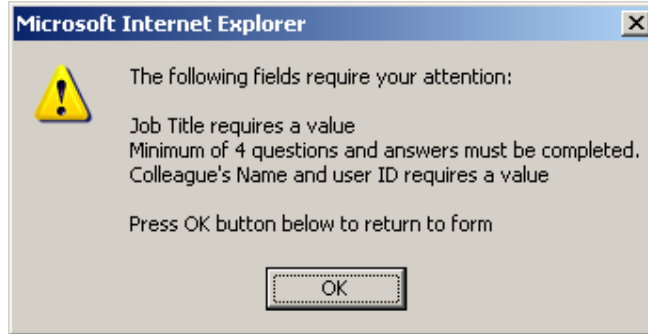 Microsoft Internet Explorer
The following fields require your attention:
Job Title requires a value
Minimum of 4 questions and answers must be completed.
Colleague's Name and user ID requires a value
Press OK button below to return to form
OK